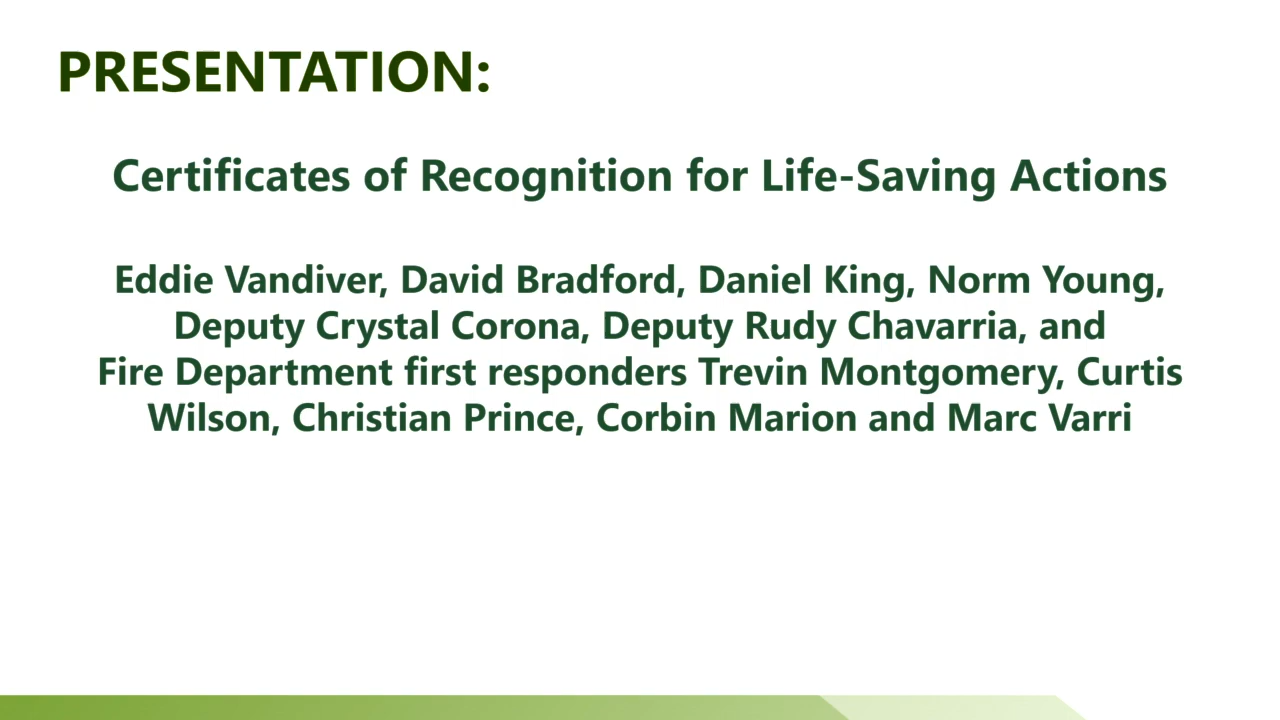 PRESENTATION:
Certificates of Recognition for Life-Saving Actions
Eddie Vandiver, David Bradford, Daniel King, Norm Young,
Deputy Crystal Corona, Deputy Rudy Chavarria, and
Fire Department first responders Trevin Montgomery, Curtis
Wilson, Christian Prince, Corbin Marion and Marc Varri